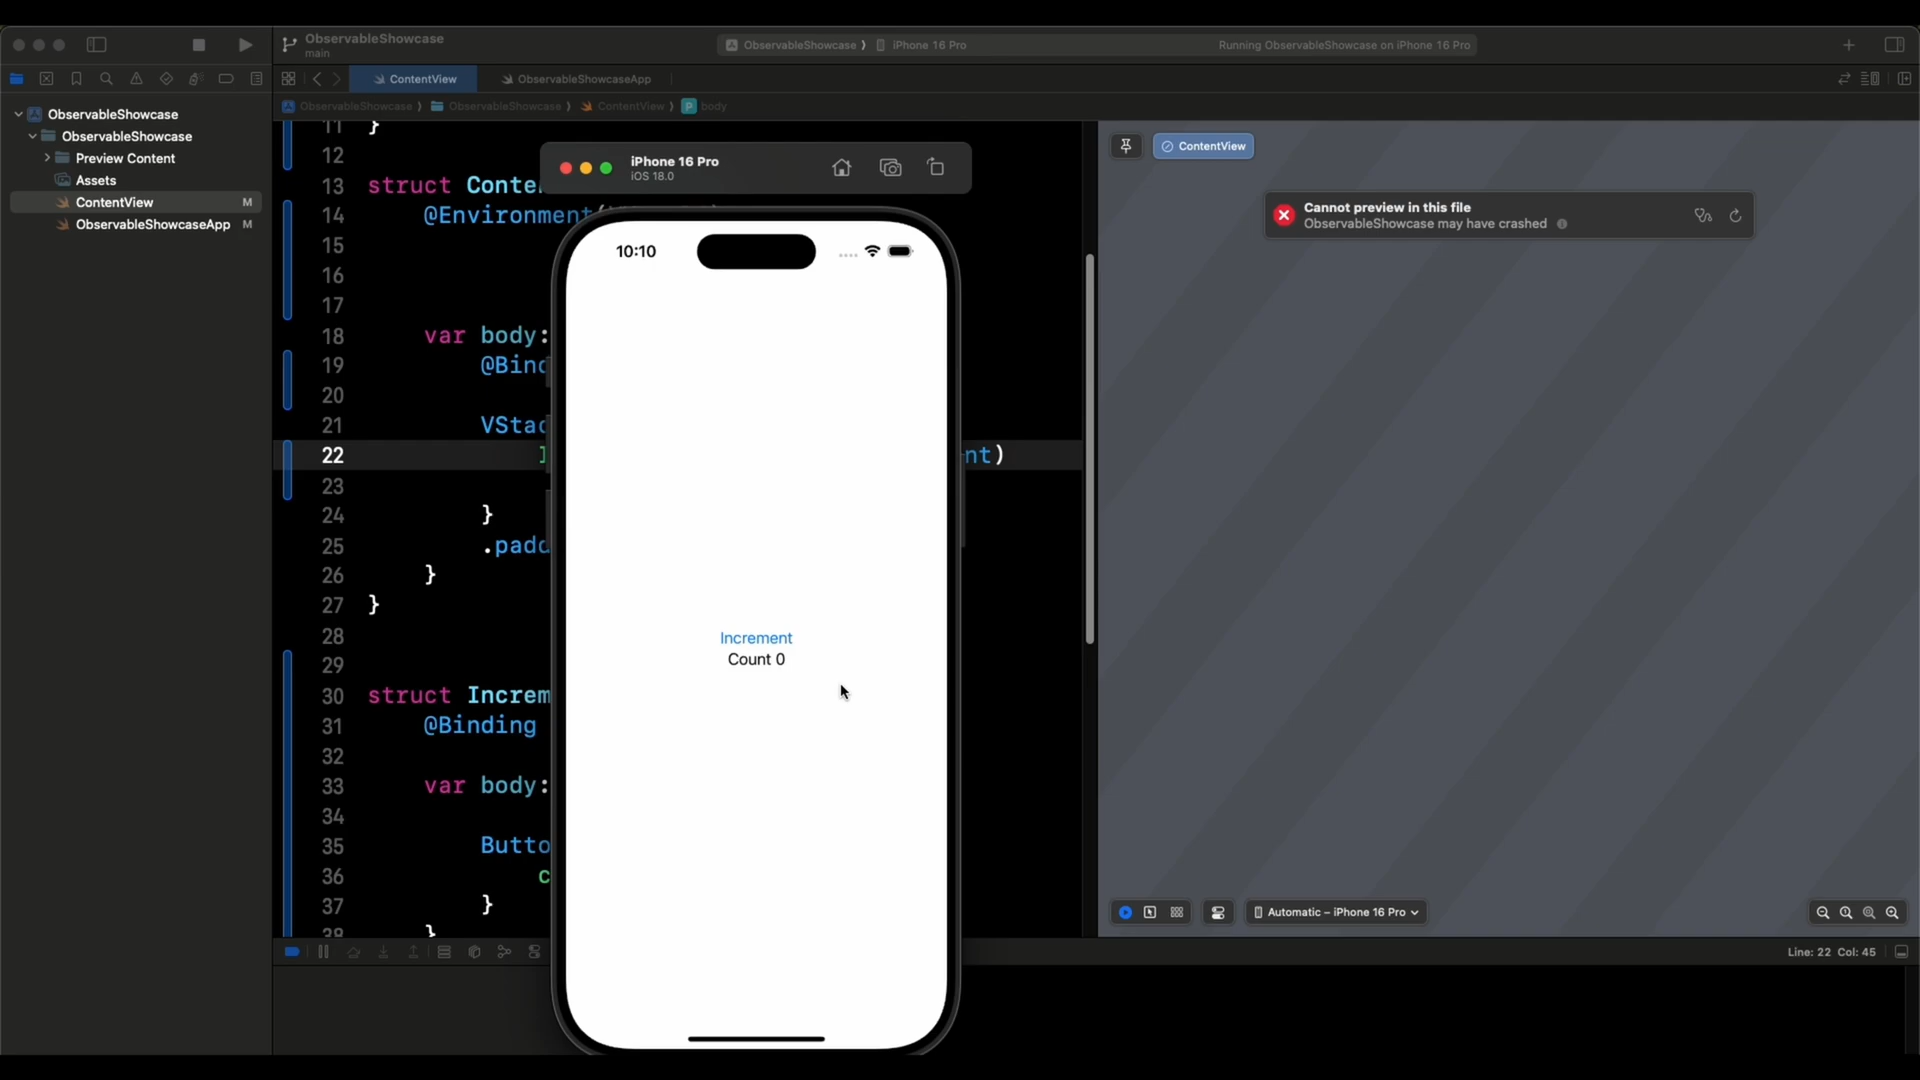 ObservableShowcase
main
ObservableShowcase ⟩ iPhone 16 Pro
Running ObservableShowcase on iPhone 16 Pro
ContentView
ObservableShowcaseApp
ObservableShowcase ⟩ ObservableShowcase ⟩ ContentView ⟩ P body
ObservableShowcase
ObservableShowcase
Preview Content
Assets
ContentView M
ObservableShowcaseApp M
11 }
12
13 struct Conte
14 @Environment(
15
16
17
18 var body:
19 @Bind
20
21 VStac
22 I nt)
23
24 }
25 .padd
26 }
27 }
28
29
30 struct Increm
31 @Binding
32
33 var body:
34
35 Butto
36 c
37 }
38 }
iPhone 16 Pro
iOS 18.0
10:10
Increment
Count 0
ContentView
Cannot preview in this file
ObservableShowcase may have crashed
Automatic – iPhone 16 Pro
Line: 22 Col: 45